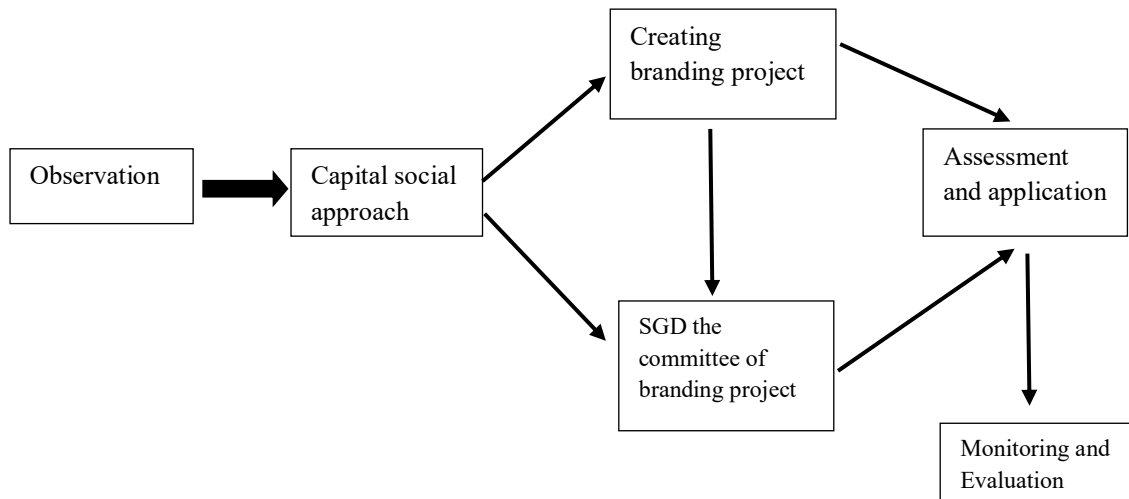 Observation
Capital social
approach
Creating
branding project
SGD the
committee of
branding project
Assessment
and application
Monitoring and
Evaluation